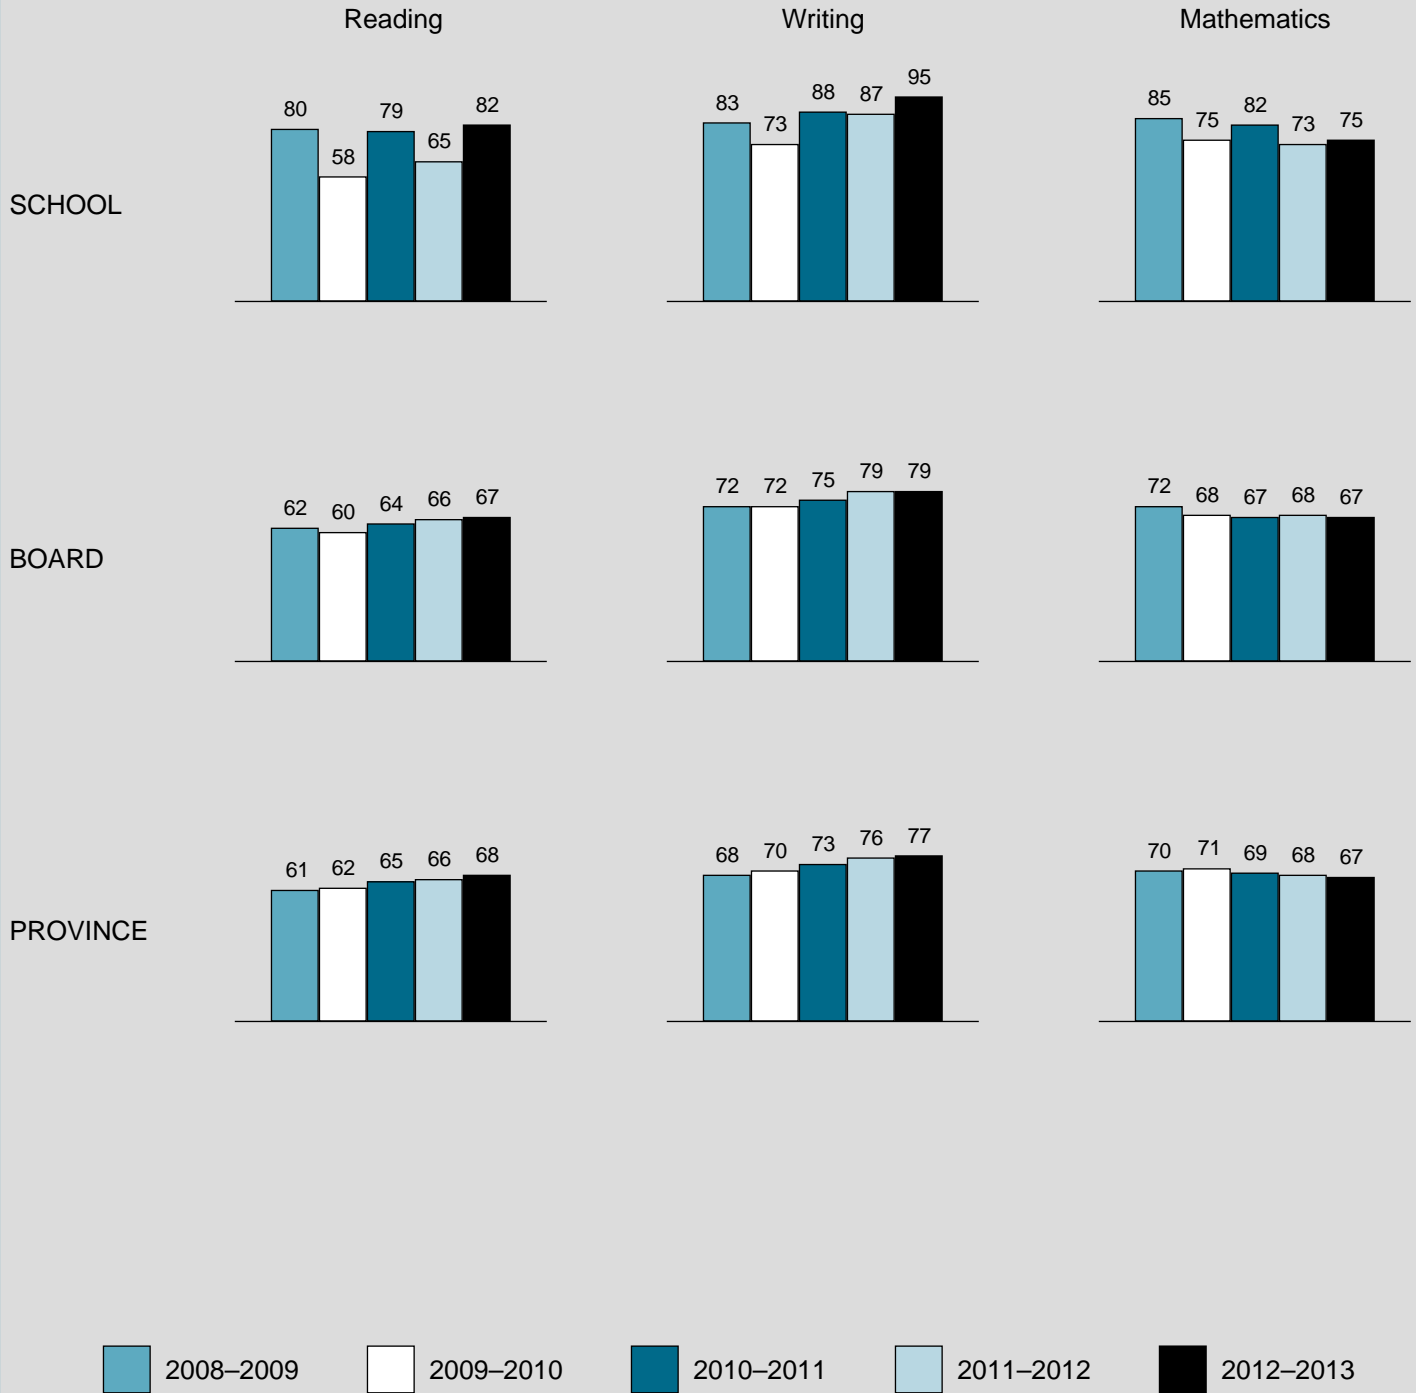 Reading Writing Mathematics
SCHOOL
80 58 79 65 82
83 73 88 87 95
85 75 82 73 75
BOARD
62 60 64 66 67
72 72 75 79 79
72 68 67 68 67
PROVINCE
61 62 65 66 68
68 70 73 76 77
70 71 69 68 67
2008–2009 2009–2010 2010–2011 2011–2012 2012–2013